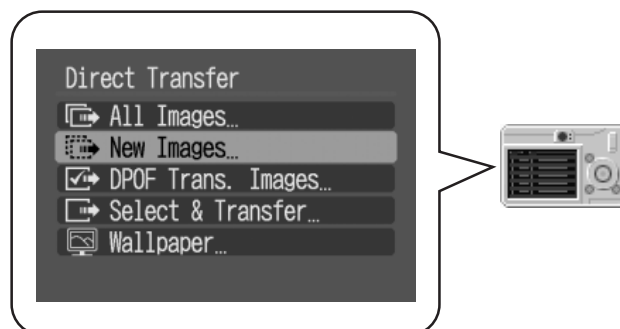 Direct Transfer
All Images...
New Images...
DPOF Trans. Images...
Select & Transfer...
Wallpaper...